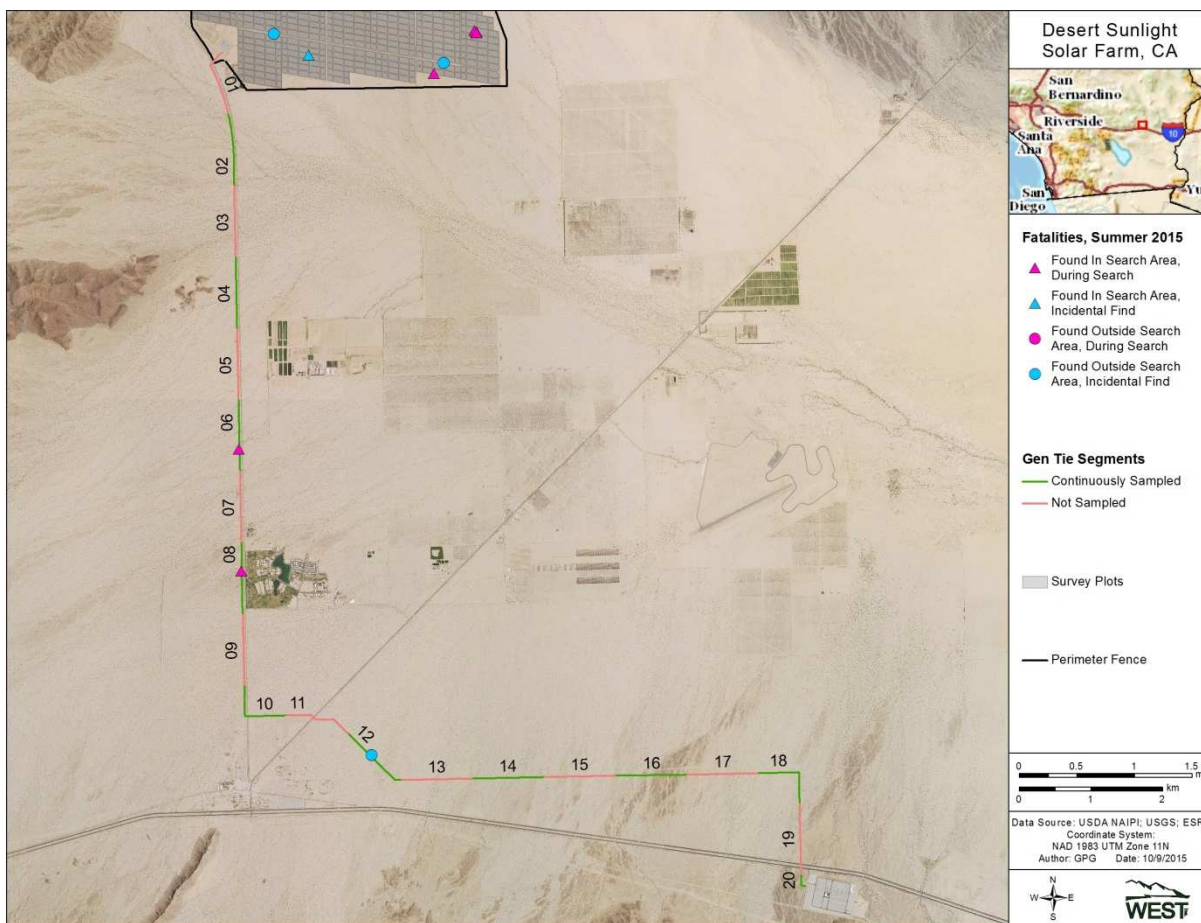 Desert Sunlight
Solar Farm, CA
San
Bernardino
Riverside
Santa
Ana
10
San
Diego
Yu
Fatalities, Summer 2015
Found In Search Area,
During Search
Found In Search Area,
Incidental Find
Found Outside Search
Area, During Search
Found Outside Search
Area, Incidental Find
Gen Tie Segments
Continuously Sampled
Not Sampled
Survey Plots
Perimeter Fence
0 0.5 1 1.5
m
km
0 1 2
Data Source: USDA NAIPI; USGS; ESR
Coordinate System:
NAD 1983 UTM Zone 11N
Author: GPG Date: 10/9/2015
N
W E
S
WEST
01
02
03
04
05
06
07
08
09
10
11
12
13
14
15
16
17
18
19
20